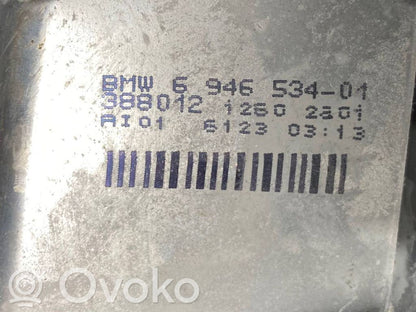 BMW 6 946 534-01
388012 1260 2801
AI01 6123 03:13
OVOKO